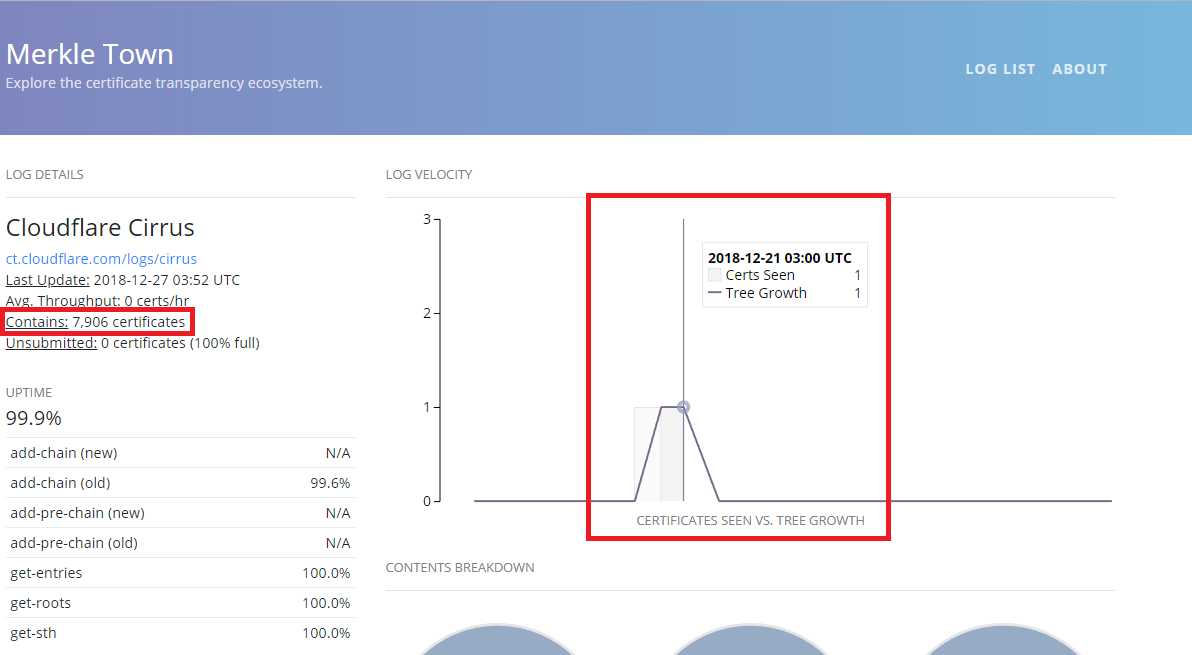 Merkle Town
Explore the certificate transparency ecosystem.
LOG LIST ABOUT
LOG DETAILS
Cloudflare Cirrus
ct.cloudflare.com/logs/cirrus
Last Update: 2018-12-27 03:52 UTC
Avg. Throughput: 0 certs/hr
Contains: 7,906 certificates
Unsubmitted: 0 certificates (100% full)
UPTIME
99.9%
add-chain (new) N/A
add-chain (old) 99.6%
add-pre-chain (new) N/A
add-pre-chain (old) N/A
get-entries 100.0%
get-roots 100.0%
get-sth 100.0%
LOG VELOCITY
3
2
1
0
2018-12-21 03:00 UTC
Certs Seen 1
Tree Growth 1
CERTIFICATES SEEN VS. TREE GROWTH
CONTENTS BREAKDOWN